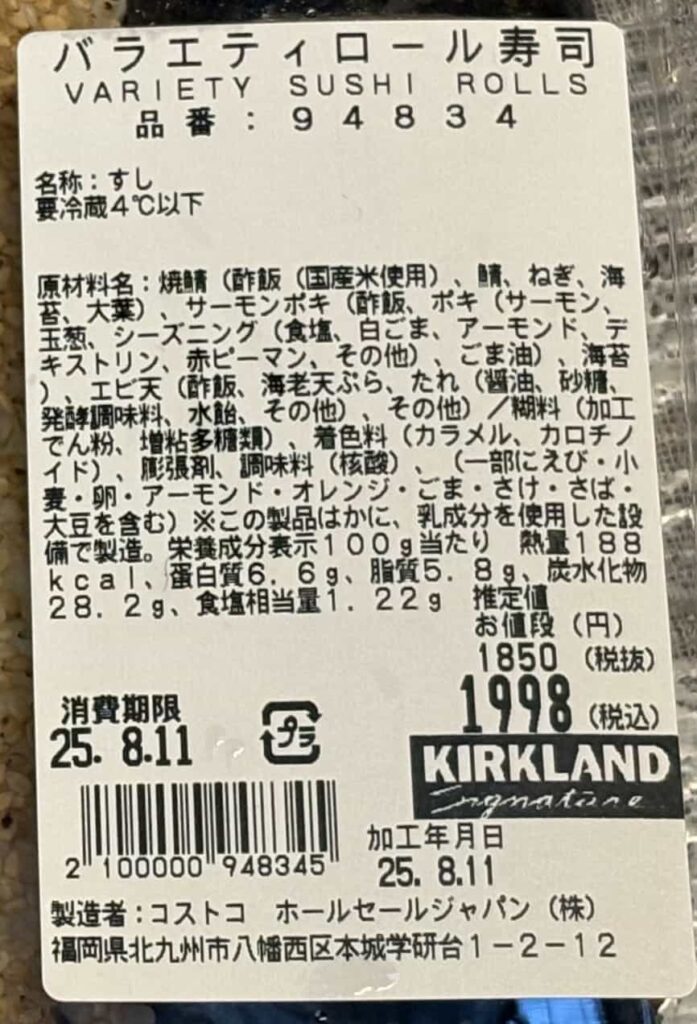 バラエティロール寿司
VARIETY SUSHI ROLLS
品番:94834
名称:すし
要冷蔵4℃以下
原材料名:焼鯖(酢飯(国産米使用)、鯖、ねぎ、海
苔、大葉)、サーモンポキ(酢飯、ポキ(サーモン、
玉葱、シーズニング(食塩、白ごま、アーモンド、デ
キストリン、赤ピーマン、その他)、ごま油)、海苔
)、エビ天(酢飯、海老天ぷら、たれ(醤油、砂糖、
発酵調味料、水飴、その他)、その他)/糊料(加工
でん粉、増粘多糖類)、着色料(カラメル、カロチノ
イド)、膨張剤、調味料(核酸)、(一部にえび・小
麦・卵・アーモンド・オレンジ・ごま・さけ・さば・
大豆を含む)※この製品はかに、乳成分を使用した設
備で製造。栄養成分表示100g当たり 熱量188
kcal、蛋白質6.6g、脂質5.8g、炭水化物
28.2g、食塩相当量1.22g 推定値
お値段(円)
1850(税抜)
1998(税込)
消費期限
25. 8.11
プラ
KIRKLAND
Signature
2 100000 948345
加工年月日
25. 8.11
製造者:コストコ ホールセールジャパン(株)
福岡県北九州市八幡西区本城学研台1-2-12